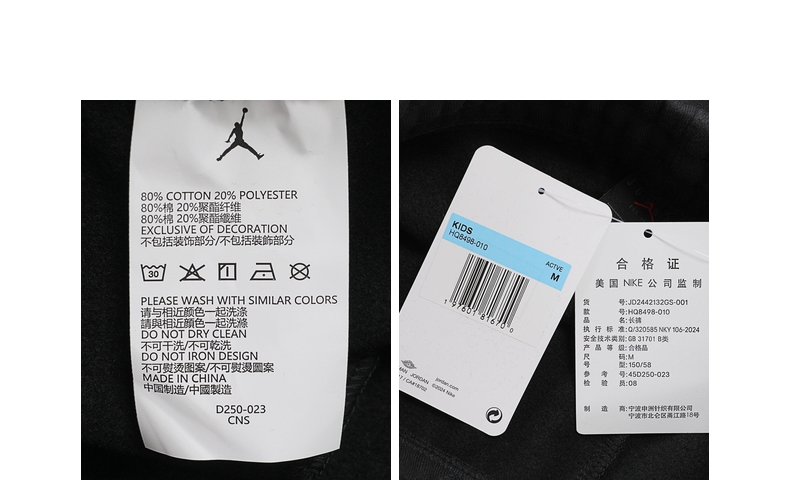 80% COTTON 20% POLYESTER
80%棉 20%聚酯纤维
80%棉 20%聚酯纖維
EXCLUSIVE OF DECORATION
不包括装饰部分/不包括裝飾部分
30
PLEASE WASH WITH SIMILAR COLORS
请与相近颜色一起洗涤
請與相近顏色一起洗滌
DO NOT DRY CLEAN
不可干洗/不可乾洗
DO NOT IRON DESIGN
不可熨烫图案/不可熨燙圖案
MADE IN CHINA
中国制造/中國製造
D250-023
CNS
KIDS
HQ8498-010
ACTVE
M
JORDAN
jordan.com
©2024 Nike
合格证
美国 NIKE 公司监制
货号:JD2442132GS-001
款号:HQ8498-010
品名:长裤
执行标准:Q/320585 NKY 106-2024
安全技术类别:GB 31701 B类
产品等级:合格品
尺码:M
号型:150/58
参考号:45D250-023
检验员:08
制造商:宁波申洲针织有限公司
宁波市北仑区甬江路18号